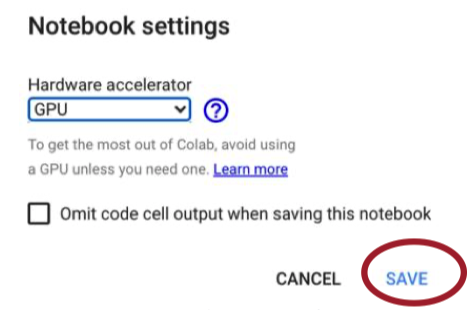 Notebook settings
Hardware accelerator
GPU
To get the most out of Colab, avoid using
a GPU unless you need one. Learn more
Omit code cell output when saving this notebook
CANCEL SAVE